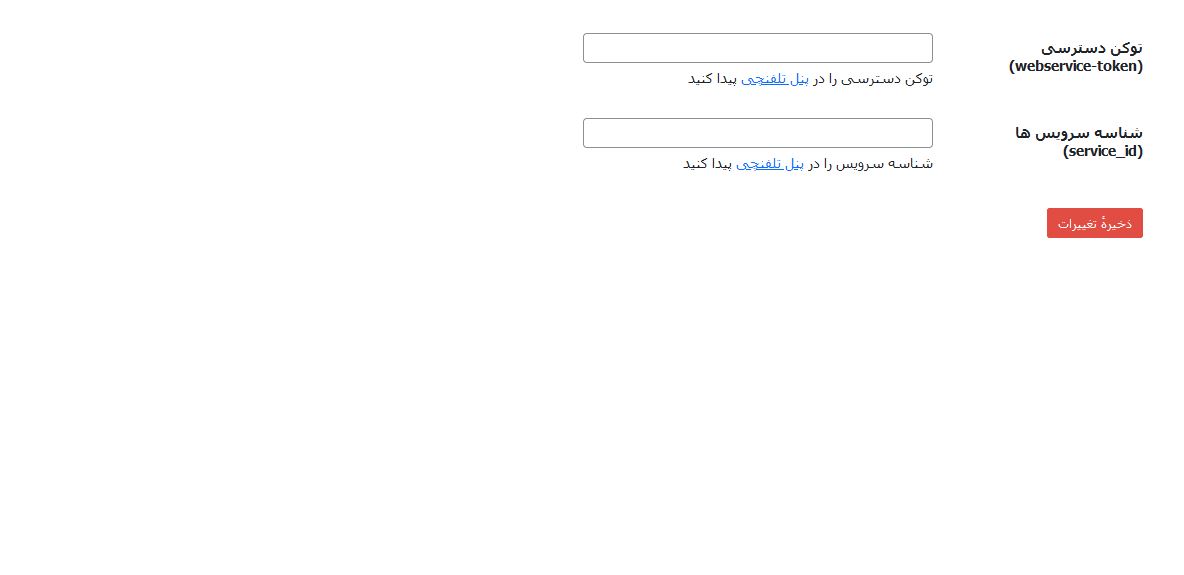 توکن دسترسی
(webservice-token)
توکن دسترسی را در پنل تلفنچی پیدا کنید
شناسه سرویس ها
(service_id)
شناسه سرویس را در پنل تلفنچی پیدا کنید
ذخیرهٔ تغییرات